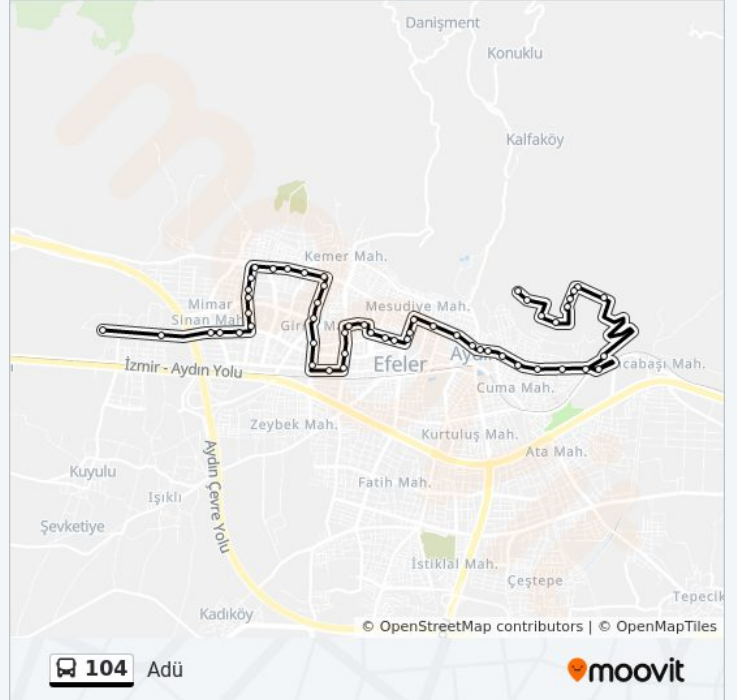 Danişment
Konuklu
Kalfaköy
Kemer Mah.
Mimar
Sinan Mah.
Mesudiye Mah.
Efeler
İzmir - Aydın Yolu
Cuma Mah.
Zeybek Mah.
Kurtuluş Mah.
Ata Mah.
Aydın Çevre Yolu
Kuyulu
Işıklı
Fatih Mah.
Şevketiye
İstiklal Mah.
Çeştepe
Tepecik
Kadıköy
© OpenStreetMap contributors | © OpenMapTiles
104 Adü
moovit